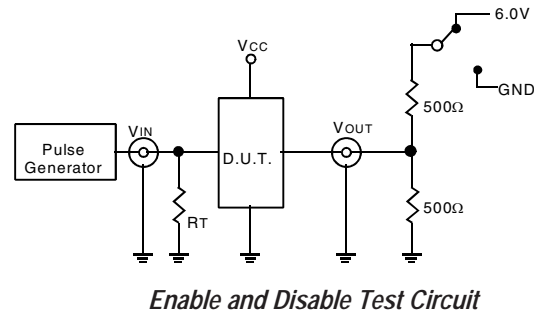 6.0V
VCC
GND
500Ω
VIN
VOUT
Pulse
Generator
D.U.T.
RT
500Ω
Enable and Disable Test Circuit